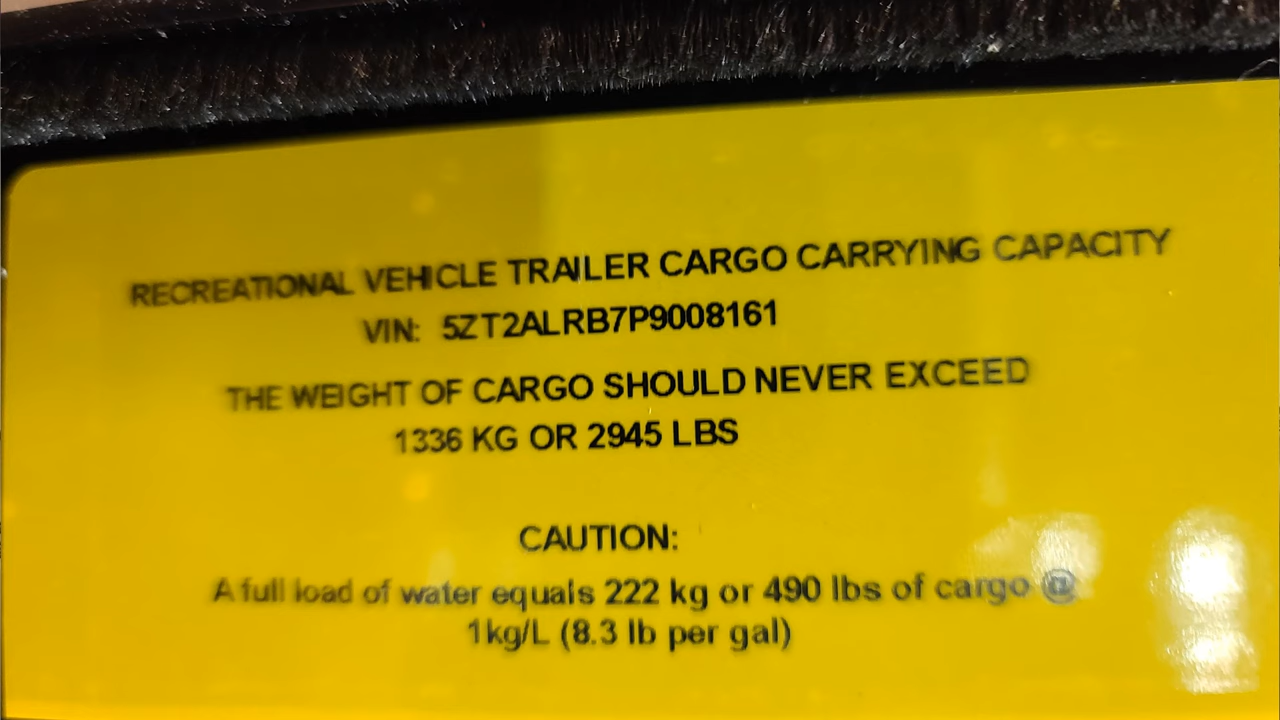 RECREATIONAL VEHICLE TRAILER CARGO CARRYING CAPACITY
VIN: 5ZT2ALRB7P9008161
THE WEIGHT OF CARGO SHOULD NEVER EXCEED
1336 KG OR 2945 LBS
CAUTION:
A full load of water equals 222 kg or 490 lbs of cargo @
1kg/L (8.3 lb per gal)